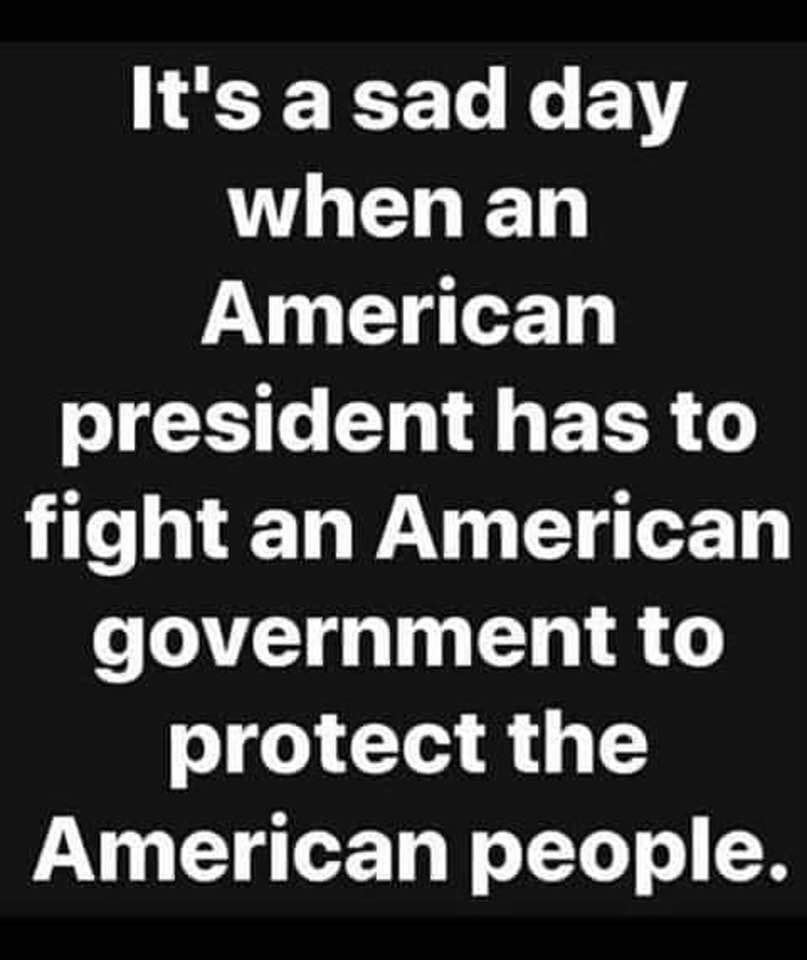 It's a sad day
when an
American
president has to
fight an American
government to
protect the
American people.